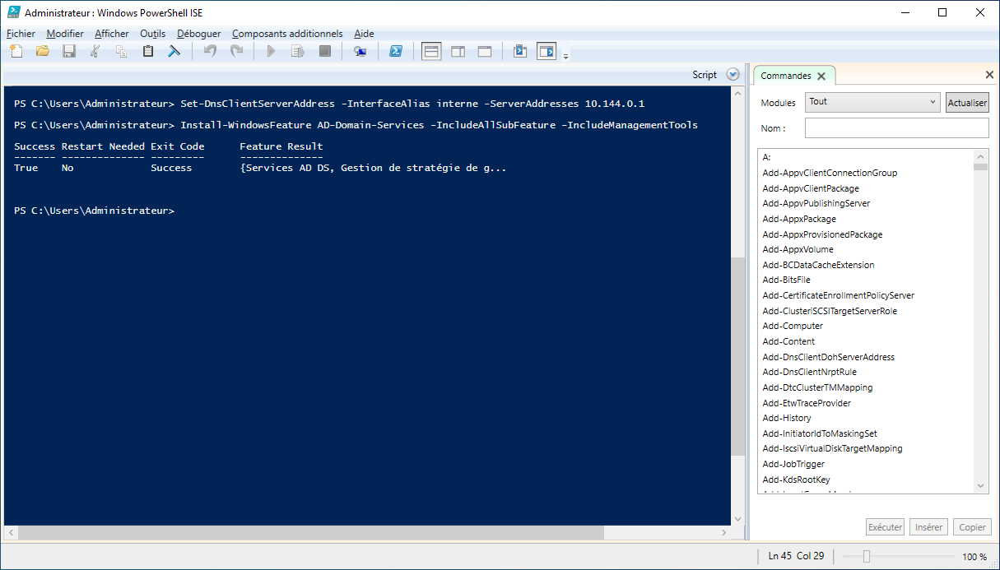 Administrateur : Windows PowerShell ISE
Fichier Modifier Afficher Outils Déboguer Composants additionnels Aide
Script
PS C:\Users\Administrateur> Set-DnsClientServerAddress -InterfaceAlias interne -ServerAddresses 10.144.0.1
PS C:\Users\Administrateur> Install-WindowsFeature AD-Domain-Services -IncludeAllSubFeature -IncludeManagementTools
Success Restart Needed Exit Code      Feature Result
------- -------------- ---------      --------------
True    No             Success        {Services AD DS, Gestion de stratégie de g...
PS C:\Users\Administrateur>
Commandes
Modules Tout Actualiser
Nom :
A:
Add-AppvClientConnectionGroup
Add-AppvClientPackage
Add-AppvPublishingServer
Add-AppxPackage
Add-AppxProvisionedPackage
Add-AppxVolume
Add-BCDataCacheExtension
Add-BitsFile
Add-CertificateEnrollmentPolicyServer
Add-ClusteriSCSITargetServerRole
Add-Computer
Add-Content
Add-DnsClientDohServerAddress
Add-DnsClientNrptRule
Add-DtcClusterTMMapping
Add-EtwTraceProvider
Add-History
Add-InitiatorIdToMaskingSet
Add-IscsiVirtualDiskTargetMapping
Add-JobTrigger
Add-KdsRootKey
Exécuter Insérer Copier
Ln 45 Col 29 100 %